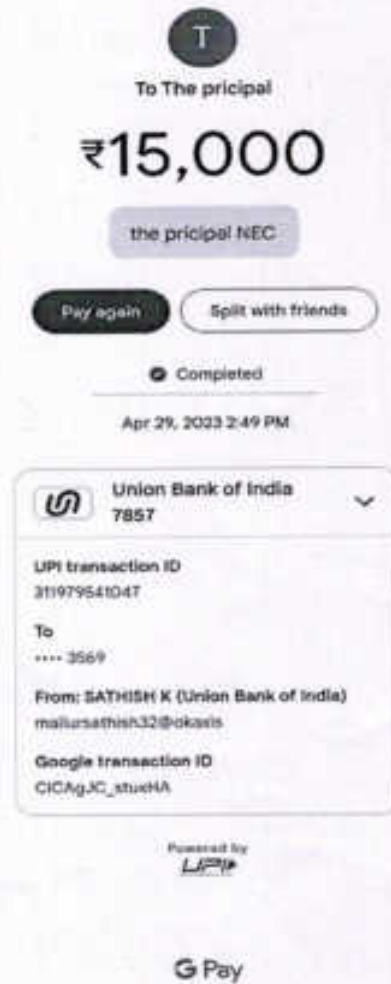 T
To The pricipal
₹15,000
the pricipal NEC
Pay again
Split with friends
Completed
Apr 29, 2023 2:49 PM
Union Bank of India
7857
UPI transaction ID
311979541047
To
•••• 3569
From: SATHISH K (Union Bank of India)
mallursathish32@okaxis
Google transaction ID
CICAgJC_stuxHA
Powered by
UPI
G Pay